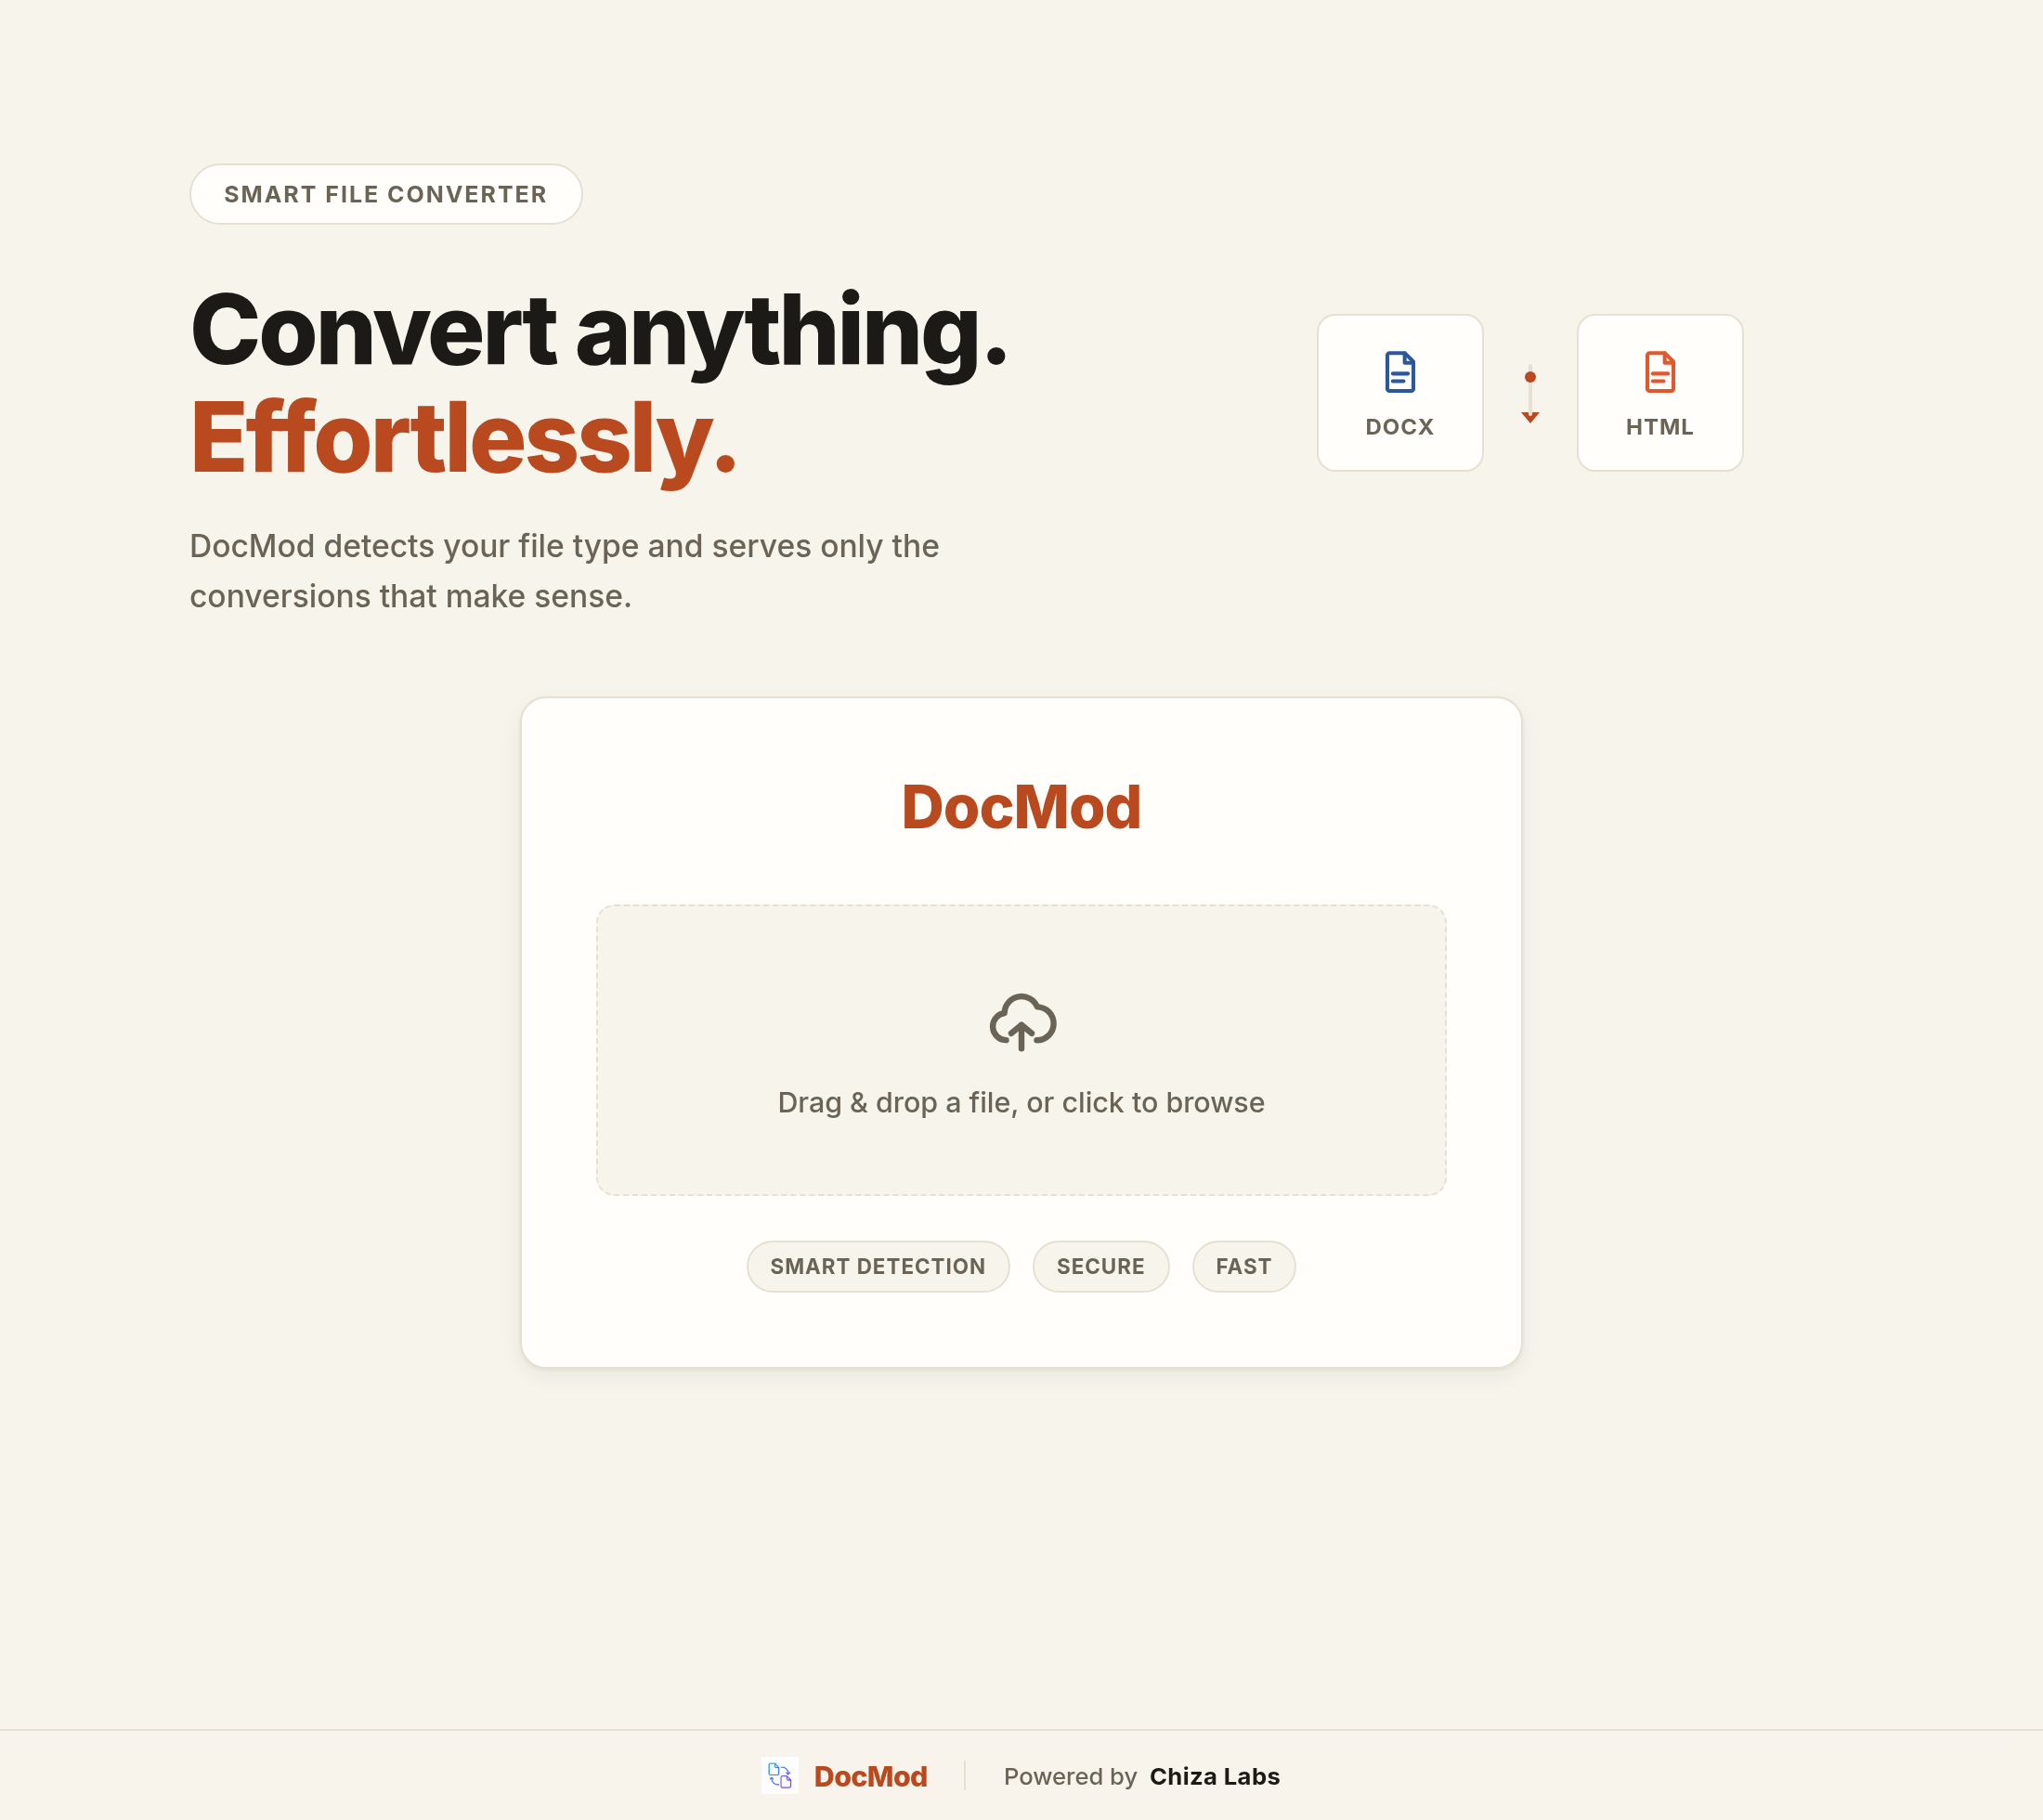 SMART FILE CONVERTER
Convert anything.
Effortlessly.
DocMod detects your file type and serves only the
conversions that make sense.
DOCX
HTML
DocMod
Drag & drop a file, or click to browse
SMART DETECTION
SECURE
FAST
DocMod
Powered by Chiza Labs